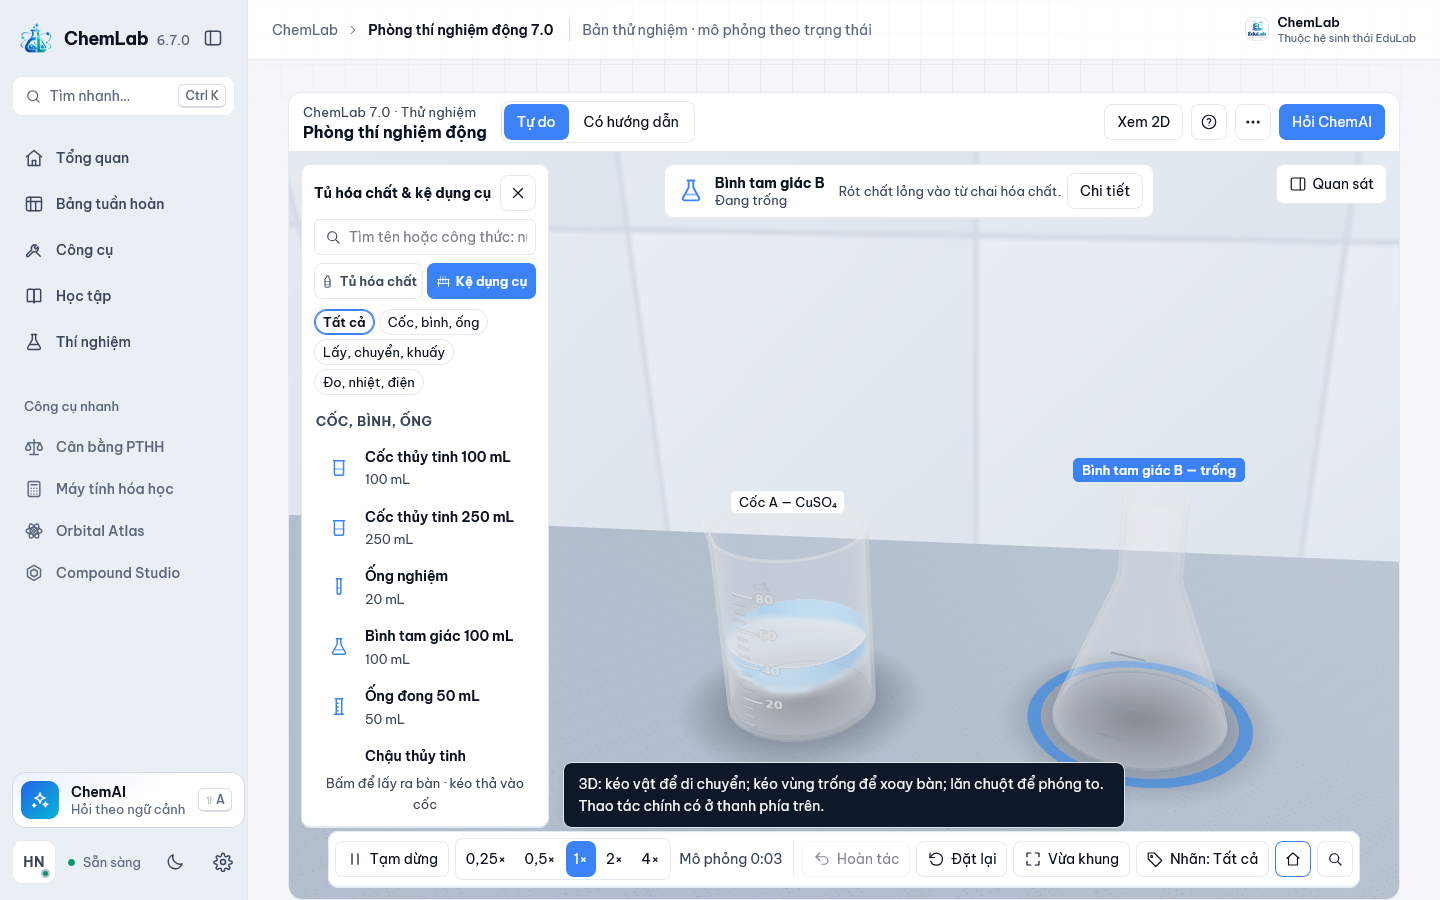 ChemLab 6.7.0
Tìm nhanh... Ctrl K
Tổng quan
Bảng tuần hoàn
Công cụ
Học tập
Thí nghiệm
Công cụ nhanh
Cân bằng PTHH
Máy tính hóa học
Orbital Atlas
Compound Studio
ChemAI
Hỏi theo ngữ cảnh
⇧ A
HN
Sẵn sàng
ChemLab > Phòng thí nghiệm động 7.0
Bản thử nghiệm · mô phỏng theo trạng thái
EduLab
ChemLab
Thuộc hệ sinh thái EduLab
ChemLab 7.0 · Thử nghiệm
Phòng thí nghiệm động
Tự do
Có hướng dẫn
Xem 2D
Hỏi ChemAI
Tủ hóa chất & kệ dụng cụ
Tìm tên hoặc công thức:
Tủ hóa chất
Kệ dụng cụ
Tất cả
Cốc, bình, ống
Lấy, chuyển, khuấy
Đo, nhiệt, điện
CỐC, BÌNH, ỐNG
Cốc thủy tinh 100 mL
100 mL
Cốc thủy tinh 250 mL
250 mL
Ống nghiệm
20 mL
Bình tam giác 100 mL
100 mL
Ống đong 50 mL
50 mL
Chậu thủy tinh
Bấm để lấy ra bàn · kéo thả vào
cốc
Bình tam giác B
Đang trống
Rót chất lỏng vào từ chai hóa chất.
Chi tiết
Quan sát
Bình tam giác B — trống
Cốc A — CuSO₄
80
60
40
20
3D: kéo vật để di chuyển; kéo vùng trống để xoay bàn; lăn chuột để phóng to.
Thao tác chính có ở thanh phía trên.
Tạm dừng
0,25× 0,5× 1× 2× 4×
Mô phỏng 0:03
Hoàn tác
Đặt lại
Vừa khung
Nhãn: Tất cả